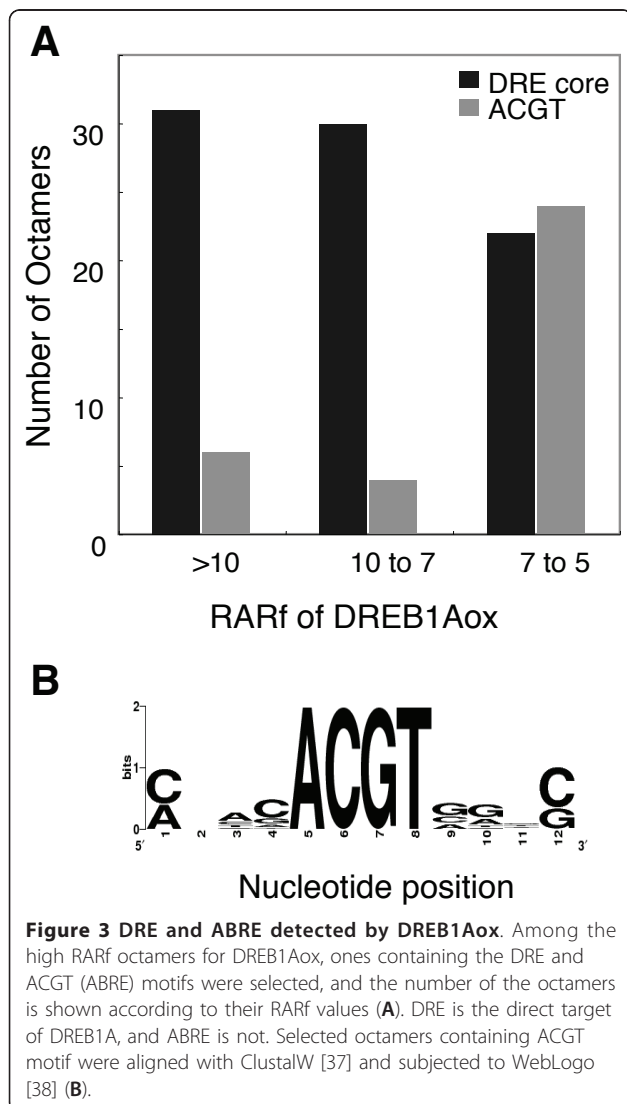 A
DRE core
ACGT
30
20
10
0
Number of Octamers
>10 10 to 7 7 to 5
RARf of DREB1Aox
B
2
1
0
bits
ACGT
5' 1 2 3 4 5 6 7 8 9 10 11 12 3'
Nucleotide position
Figure 3 DRE and ABRE detected by DREB1Aox. Among the
high RARf octamers for DREB1Aox, ones containing the DRE and
ACGT (ABRE) motifs were selected, and the number of the octamers
is shown according to their RARf values (A). DRE is the direct target
of DREB1A, and ABRE is not. Selected octamers containing ACGT
motif were aligned with ClustalW [37] and subjected to WebLogo
[38] (B).